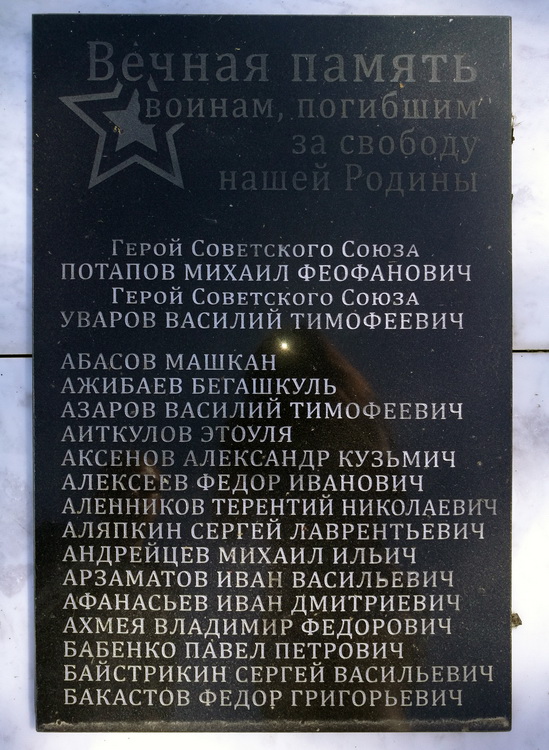 Вечная память
воинам, погибшим
за свободу
нашей Родины
Герой Советского Союза
ПОТАПОВ МИХАИЛ ФЕОФАНОВИЧ
Герой Советского Союза
УВАРОВ ВАСИЛИЙ ТИМОФЕЕВИЧ
АБАСОВ МАШКАН
АЖИБАЕВ БЕГАШКУЛЬ
АЗАРОВ ВАСИЛИЙ ТИМОФЕЕВИЧ
АИТКУЛОВ ЭТОУЛЯ
АКСЕНОВ АЛЕКСАНДР КУЗЬМИЧ
АЛЕКСЕЕВ ФЕДОР ИВАНОВИЧ
АЛЕННИКОВ ТЕРЕНТИЙ НИКОЛАЕВИЧ
АЛЯПКИН СЕРГЕЙ ЛАВРЕНТЬЕВИЧ
АНДРЕЙЦЕВ МИХАИЛ ИЛЬИЧ
АРЗАМАТОВ ИВАН ВАСИЛЬЕВИЧ
АФАНАСЬЕВ ИВАН ДМИТРИЕВИЧ
АХМЕЯ ВЛАДИМИР ФЕДОРОВИЧ
БАБЕНКО ПАВЕЛ ПЕТРОВИЧ
БАЙСТРИКИН СЕРГЕЙ ВАСИЛЬЕВИЧ
БАКАСТОВ ФЕДОР ГРИГОРЬЕВИЧ